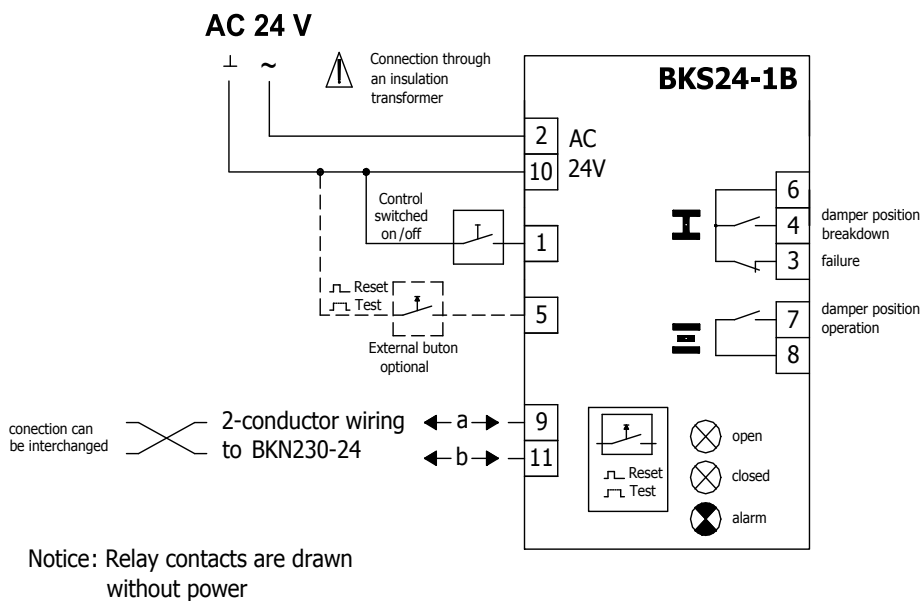 AC 24 V
⊥ ~
Connection through
an insulation
transformer
BKS24-1B
2
AC
10
24V
Control
switched
on/off
1
6
4
damper position
breakdown
3
failure
Reset
Test
5
External buton
optional
7
damper position
operation
8
conection can
be interchanged
2-conductor wiring
to BKN230-24
a
9
b
11
Reset
Test
open
closed
alarm
Notice: Relay contacts are drawn
without power